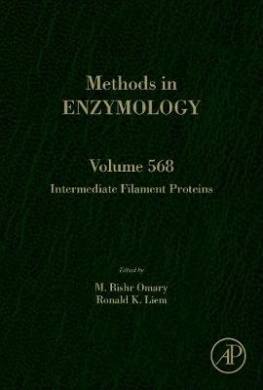 Methods in
ENZYMOLOGY
Volume 568
Intermediate Filament Proteins
Edited by
M. Bishr Omary
Ronald K. Liem
AP